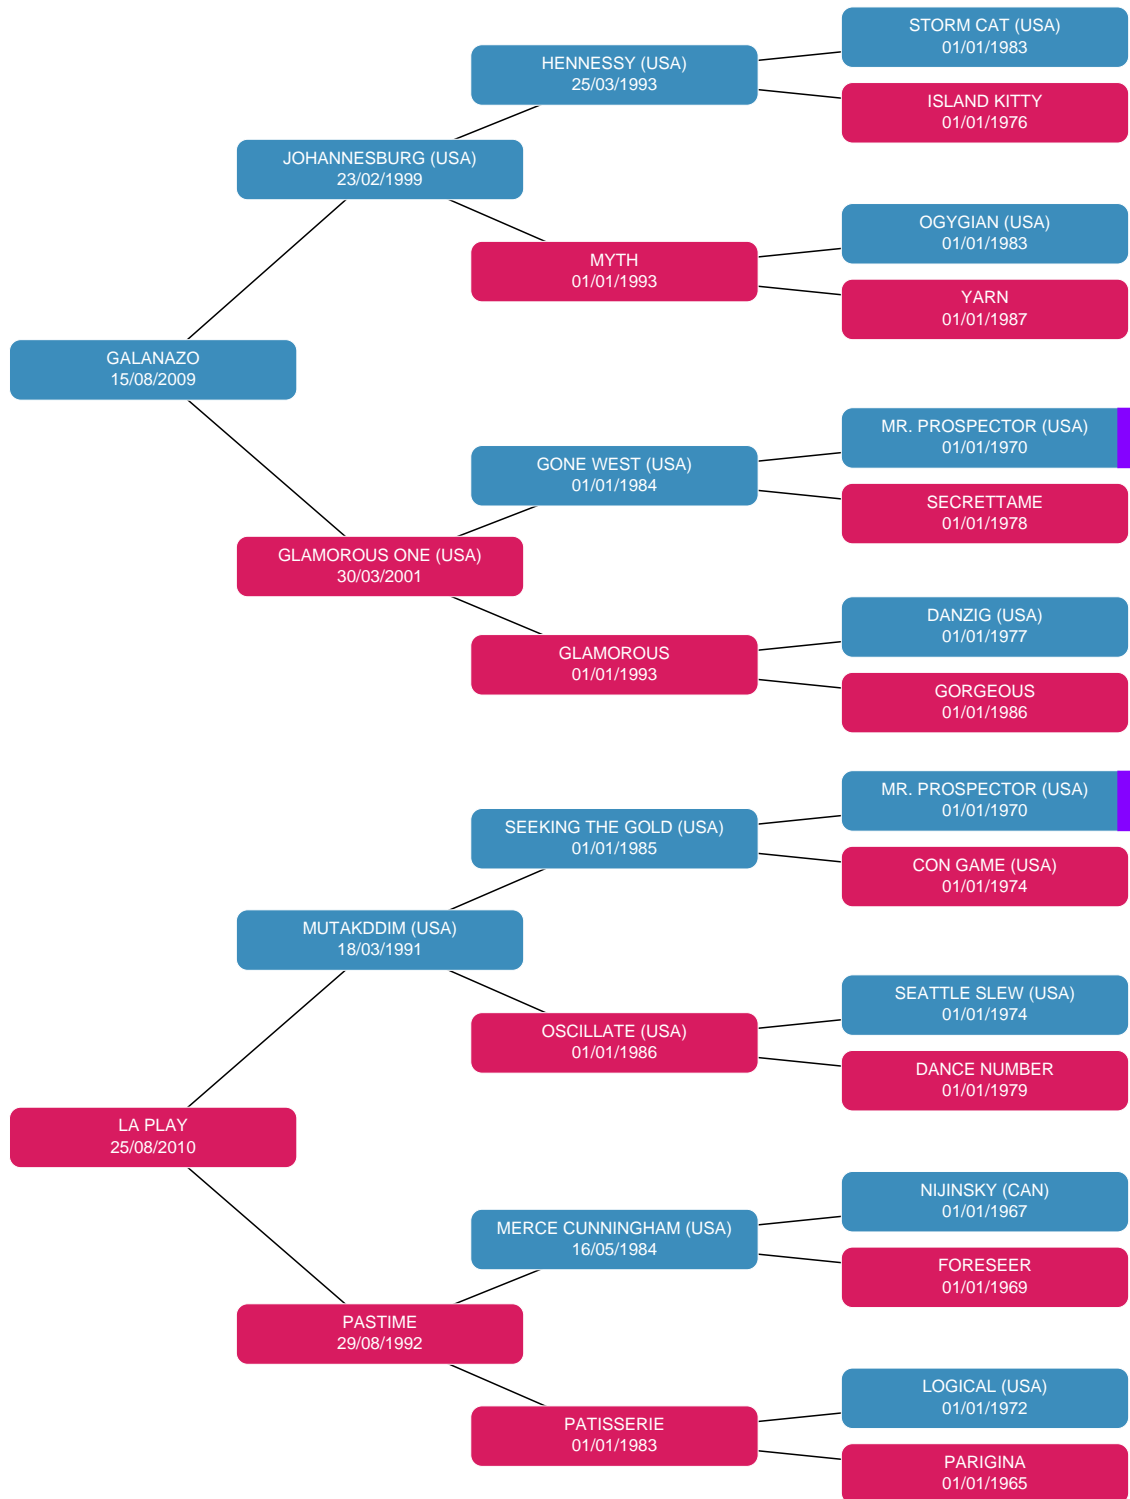 STORM CAT (USA)
01/01/1983
HENNESSY (USA)
25/03/1993
ISLAND KITTY
01/01/1976
JOHANNESBURG (USA)
23/02/1999
OGYGIAN (USA)
01/01/1983
MYTH
01/01/1993
YARN
01/01/1987
GALANAZO
15/08/2009
MR. PROSPECTOR (USA)
01/01/1970
GONE WEST (USA)
01/01/1984
SECRETTAME
01/01/1978
GLAMOROUS ONE (USA)
30/03/2001
DANZIG (USA)
01/01/1977
GLAMOROUS
01/01/1993
GORGEOUS
01/01/1986
MR. PROSPECTOR (USA)
01/01/1970
SEEKING THE GOLD (USA)
01/01/1985
CON GAME (USA)
01/01/1974
MUTAKDDIM (USA)
18/03/1991
SEATTLE SLEW (USA)
01/01/1974
OSCILLATE (USA)
01/01/1986
DANCE NUMBER
01/01/1979
LA PLAY
25/08/2010
NIJINSKY (CAN)
01/01/1967
MERCE CUNNINGHAM (USA)
16/05/1984
FORESEER
01/01/1969
PASTIME
29/08/1992
LOGICAL (USA)
01/01/1972
PATISSERIE
01/01/1983
PARIGINA
01/01/1965